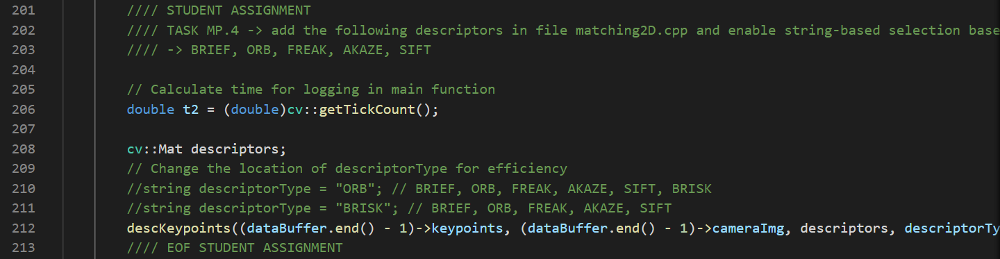 201 //// STUDENT ASSIGNMENT
202 //// TASK MP.4 -> add the following descriptors in file matching2D.cpp and enable string-based selection base
203 //// -> BRIEF, ORB, FREAK, AKAZE, SIFT
204
205 // Calculate time for logging in main function
206 double t2 = (double)cv::getTickCount();
207
208 cv::Mat descriptors;
209 // Change the location of descriptorType for efficiency
210 //string descriptorType = "ORB"; // BRIEF, ORB, FREAK, AKAZE, SIFT, BRISK
211 //string descriptorType = "BRISK"; // BRIEF, ORB, FREAK, AKAZE, SIFT
212 descKeypoints((dataBuffer.end() - 1)->keypoints, (dataBuffer.end() - 1)->cameraImg, descriptors, descriptorTy
213 //// EOF STUDENT ASSIGNMENT